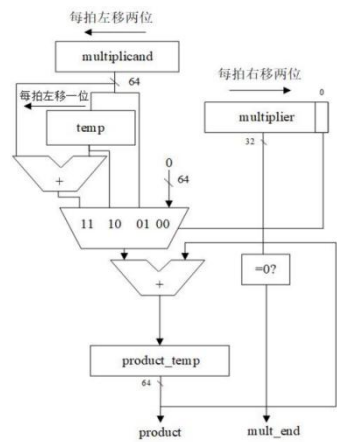 每拍左移两位
multiplicand
64
每拍右移两位
每拍左移一位
0
temp
multiplier
32
0
64
+
11 10 01 00
=0?
+
product_temp
64
product
mult_end